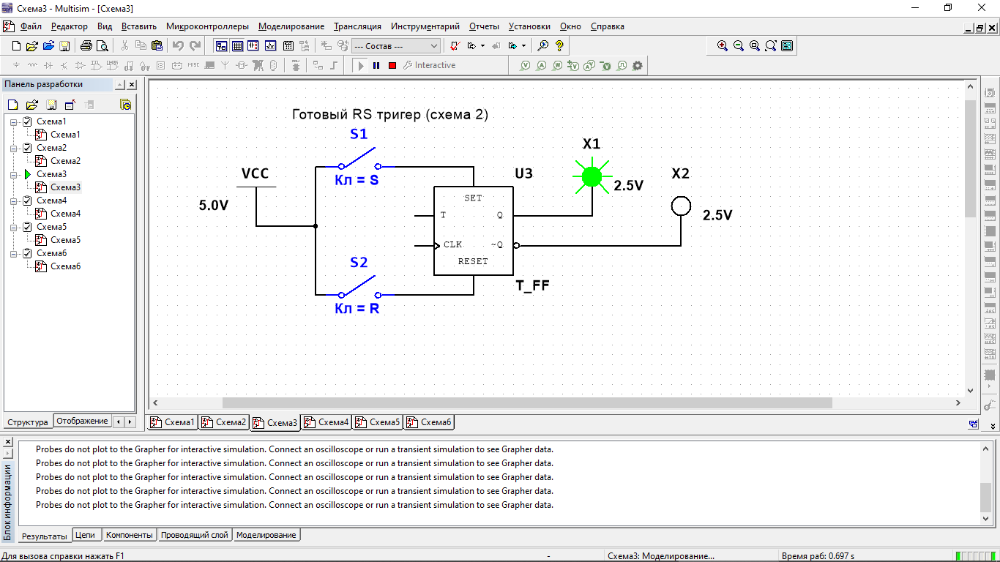 Схема3 - Multisim - [Схема3]
Файл Редактор Вид Вставить Микроконтроллеры Моделирование Трансляция Инструментарий Отчеты Установки Окно Справка
--- Состав ---
MISC Interactive
Панель разработки
Схема1
Схема1
Схема2
Схема2
Схема3
Схема3
Схема4
Схема4
Схема5
Схема5
Схема6
Схема6
Структура Отображение
Готовый RS тригер (схема 2)
S1
Кл = S
VCC
5.0V
S2
Кл = R
U3
SET
T Q
CLK ~Q
RESET
T_FF
X1
2.5V
X2
2.5V
Схема1 Схема2 Схема3 Схема4 Схема5 Схема6
Блок информации
Probes do not plot to the Grapher for interactive simulation. Connect an oscilloscope or run a transient simulation to see Grapher data.
Probes do not plot to the Grapher for interactive simulation. Connect an oscilloscope or run a transient simulation to see Grapher data.
Probes do not plot to the Grapher for interactive simulation. Connect an oscilloscope or run a transient simulation to see Grapher data.
Probes do not plot to the Grapher for interactive simulation. Connect an oscilloscope or run a transient simulation to see Grapher data.
Probes do not plot to the Grapher for interactive simulation. Connect an oscilloscope or run a transient simulation to see Grapher data.
Результаты Цепи Компоненты Проводящий слой Моделирование
Для вызова справки нажать F1 - Схема3: Моделирование... Время раб: 0.697 s